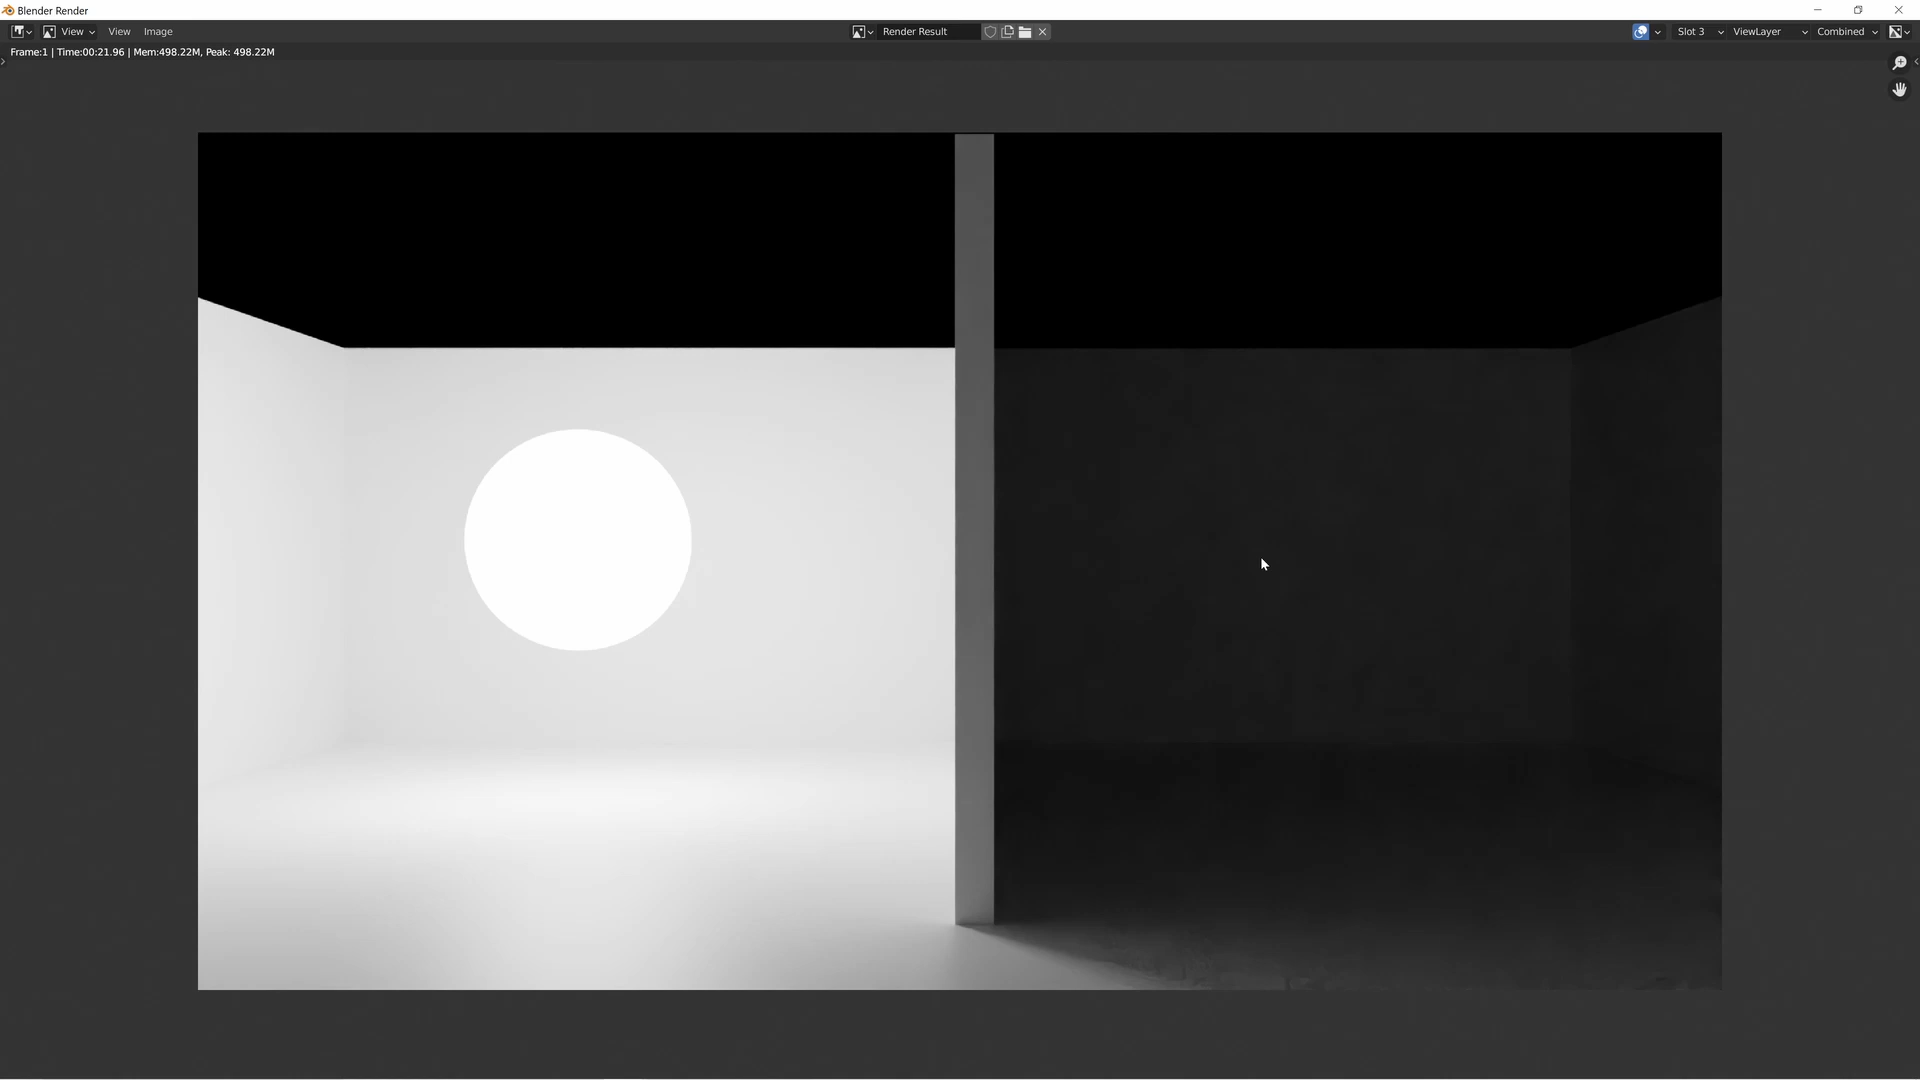 Blender Render
View View Image Render Result Slot 3 ViewLayer Combined
Frame:1 | Time:00:21.96 | Mem:498.22M, Peak: 498.22M